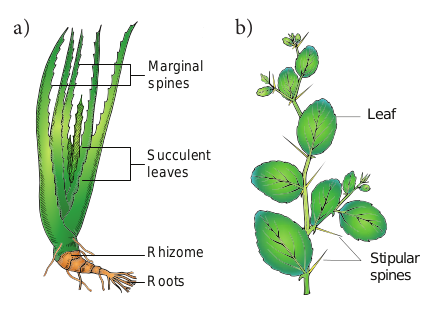 a)
Marginal
spines
Succulent
leaves
Rhizome
Roots
b)
Leaf
Stipular
spines